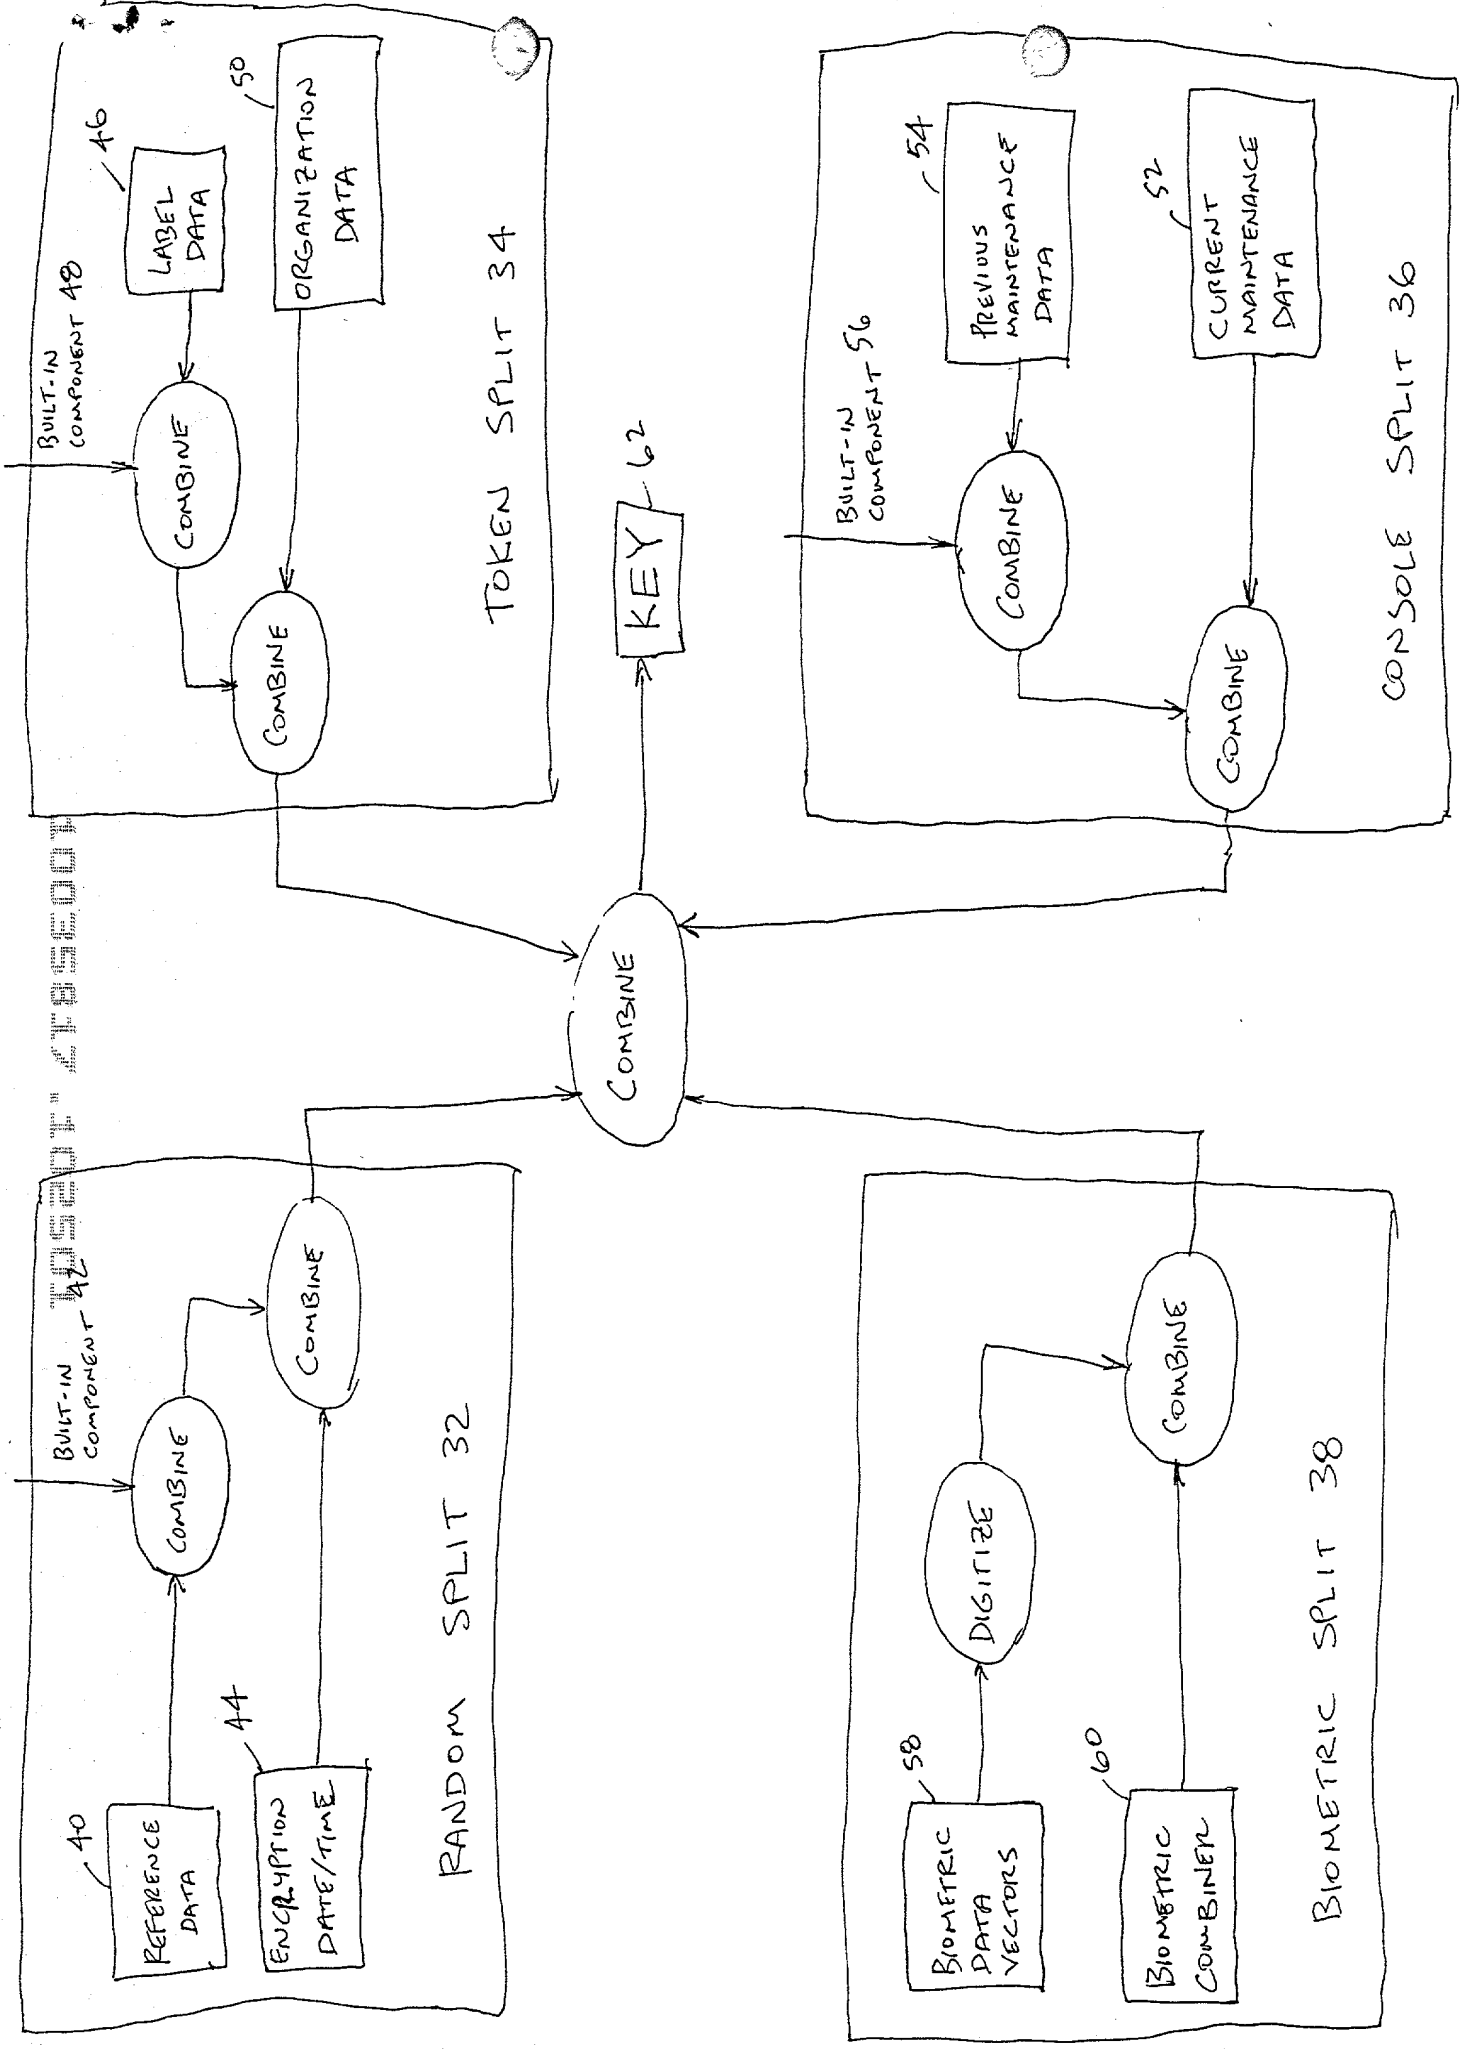 BUILT-IN
COMPONENT 42
40
REFERENCE
DATA
COMBINE
44
ENCRYPTION
DATE/TIME
COMBINE
RANDOM SPLIT 32
BUILT-IN
COMPONENT 48
46
LABEL
DATA
COMBINE
50
ORGANIZATION
DATA
COMBINE
TOKEN SPLIT 34
COMBINE
KEY
62
58
BIOMETRIC
DATA
VECTORS
DIGITIZE
60
BIOMETRIC
COMBINER
COMBINE
BIOMETRIC SPLIT 38
BUILT-IN
COMPONENT 56
54
PREVIOUS
MAINTENANCE
DATA
COMBINE
52
CURRENT
MAINTENANCE
DATA
COMBINE
CONSOLE SPLIT 36